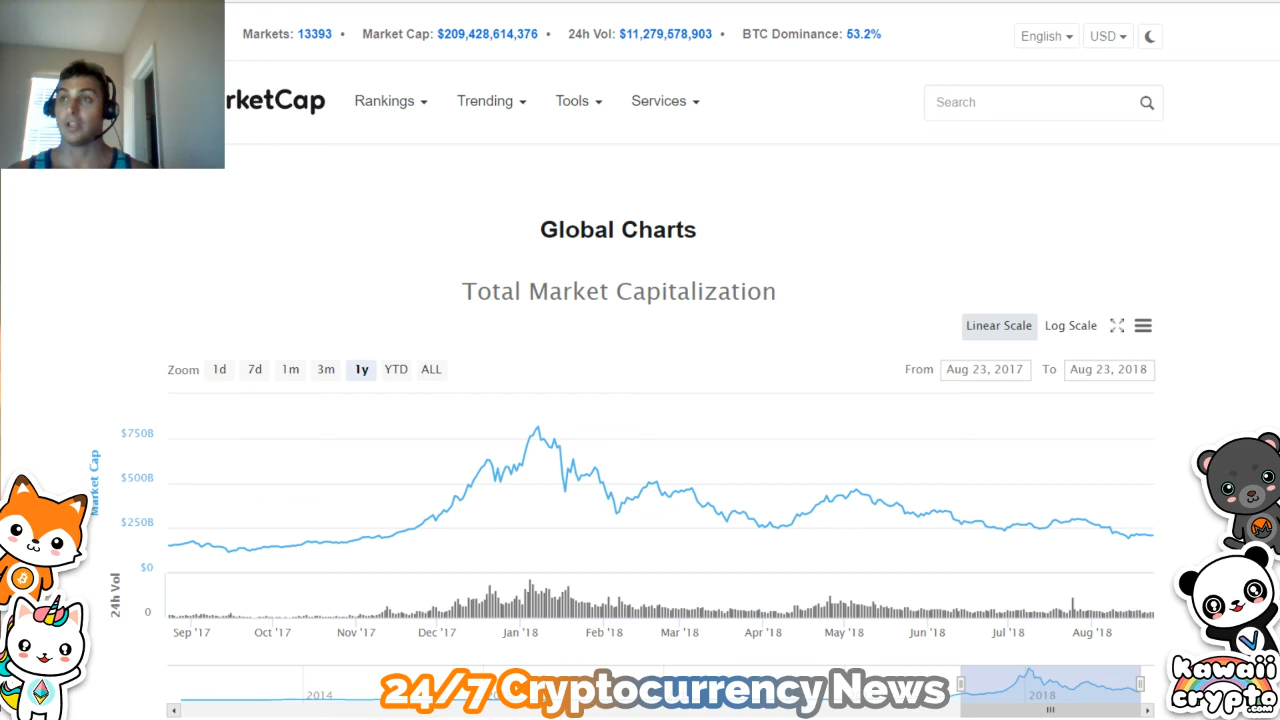 Markets: 13393 • Market Cap: $209,428,614,376 • 24h Vol: $11,279,578,903 • BTC Dominance: 53.2%
English USD
rketCap Rankings Trending Tools Services Search
Global Charts
Total Market Capitalization
Linear Scale Log Scale
Zoom 1d 7d 1m 3m 1y YTD ALL From Aug 23, 2017 To Aug 23, 2018
Market Cap
$750B
$500B
$250B
$0
24h Vol
0
Sep '17 Oct '17 Nov '17 Dec '17 Jan '18 Feb '18 Mar '18 Apr '18 May '18 Jun '18 Jul '18 Aug '18
2014 2018
24/7 Cryptocurrency News
kawaii
crypto
.com